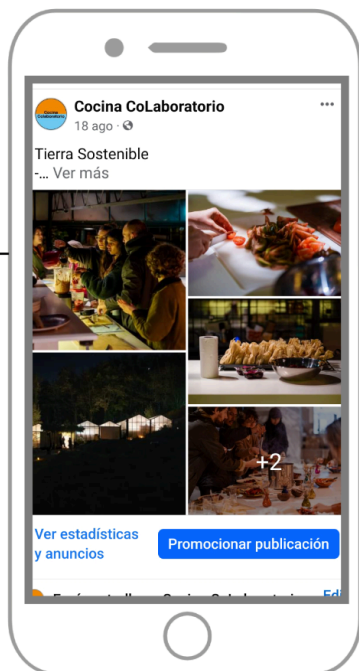 Cocina CoLaboratorio
18 ago
Tierra Sostenible
-... Ver más
+2
Ver estadísticas
y anuncios
Promocionar publicación